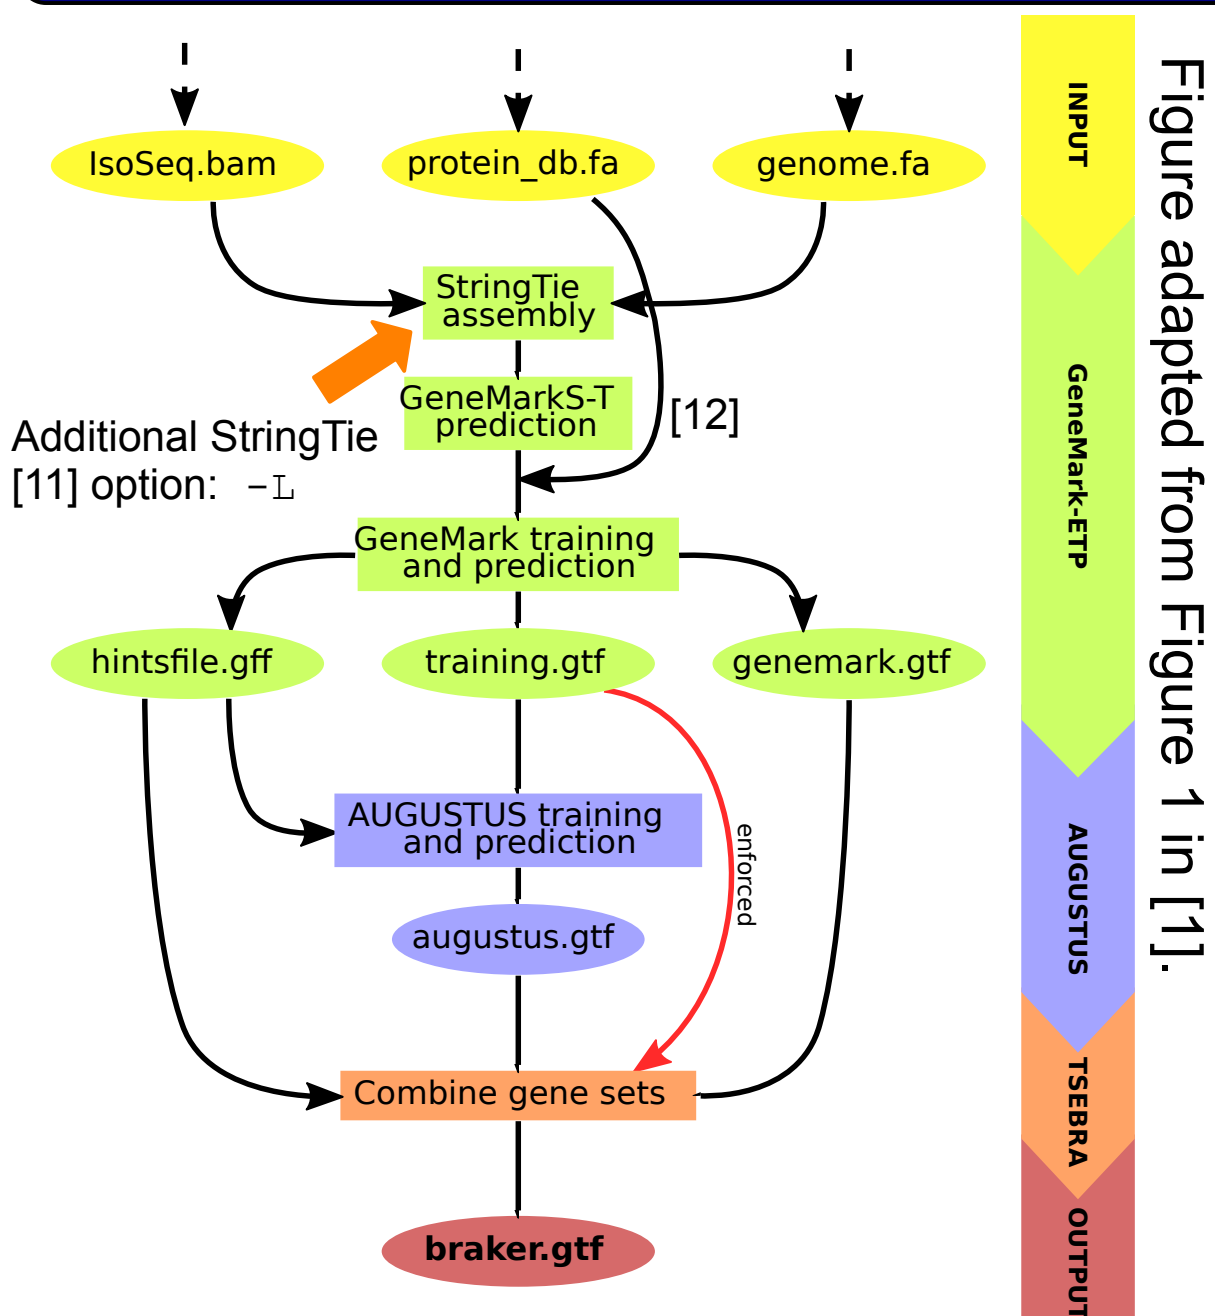 IsoSeq.bam
protein_db.fa
genome.fa
StringTie
assembly
GeneMarkS-T
prediction
[12]
Additional StringTie
[11] option: -L
GeneMark training
and prediction
hintsfile.gff
training.gtf
genemark.gtf
AUGUSTUS training
and prediction
enforced
augustus.gtf
Combine gene sets
braker.gtf
INPUT
GeneMark-ETP
AUGUSTUS
TSEBRA
OUTPUT
Figure adapted from Figure 1 in [1].